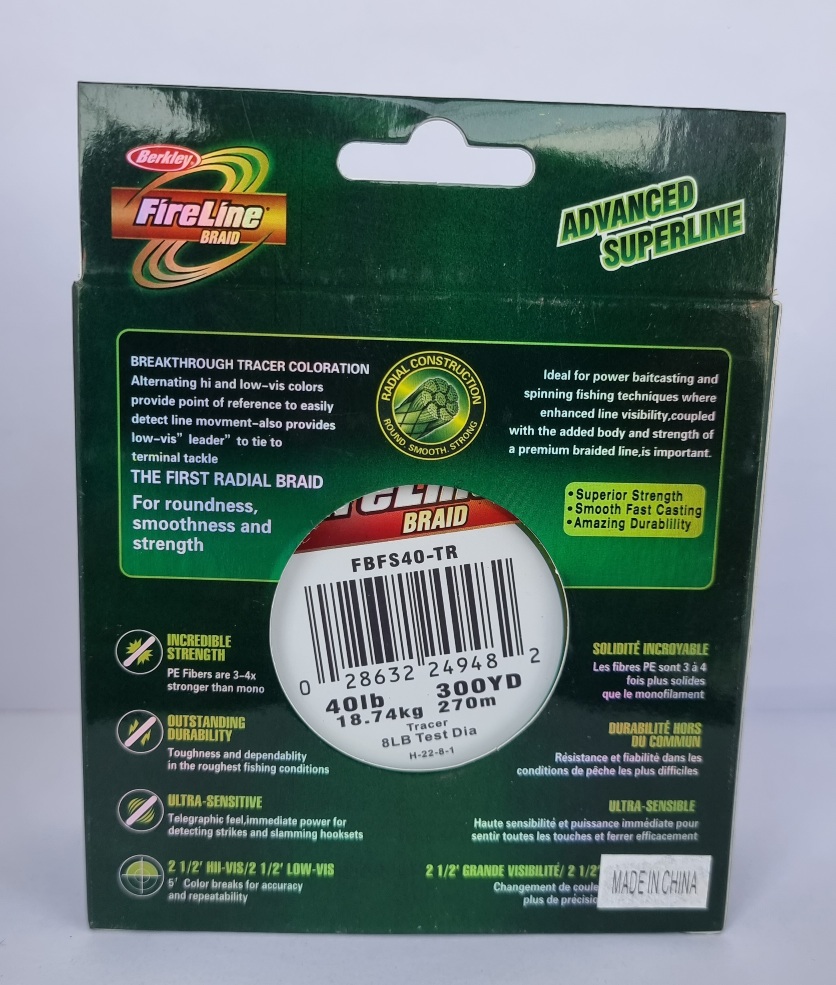 Berkley
FireLine®
BRAID
ADVANCED
SUPERLINE
BREAKTHROUGH TRACER COLORATION
Alternating hi and low-vis colors
provide point of reference to easily
detect line movment-also provides
low-vis" leader" to tie to
terminal tackle
THE FIRST RADIAL BRAID
For roundness,
smoothness and
strength
RADIAL CONSTRUCTION
ROUND SMOOTH STRONG
Ideal for power baitcasting and
spinning fishing techniques where
enhanced line visibility,coupled
with the added body and strength of
a premium braided line,is important.
•Superior Strength
•Smooth Fast Casting
•Amazing Durablility
BRAID
FBFS40-TR
0 28632 24948 2
40lb 300YD
18.74kg 270m
Tracer
8LB Test Dia
H-22-8-1
INCREDIBLE
STRENGTH
PE Fibers are 3-4x
stronger than mono
OUTSTANDING
DURABILITY
Toughness and dependablity
in the roughest fishing conditions
ULTRA-SENSITIVE
Telegraphic feel,immediate power for
detecting strikes and slamming hooksets
2 1/2' HII-VIS/2 1/2' LOW-VIS
5' Color breaks for accuracy
and repeatability
SOLIDITÉ INCROYABLE
Les fibres PE sont 3 à 4
fois plus solides
que le monofilament
DURABILITÉ HORS
DU COMMUN
Résistance et fiabilité dans les
conditions de pêche les plus difficiles
ULTRA-SENSIBLE
Haute sensibilité et puissance immédiate pour
sentir toutes les touches et ferrer efficacement
2 1/2' GRANDE VISIBILITÉ/ 2 1/2'
Changement de
plus de
MADE IN CHINA